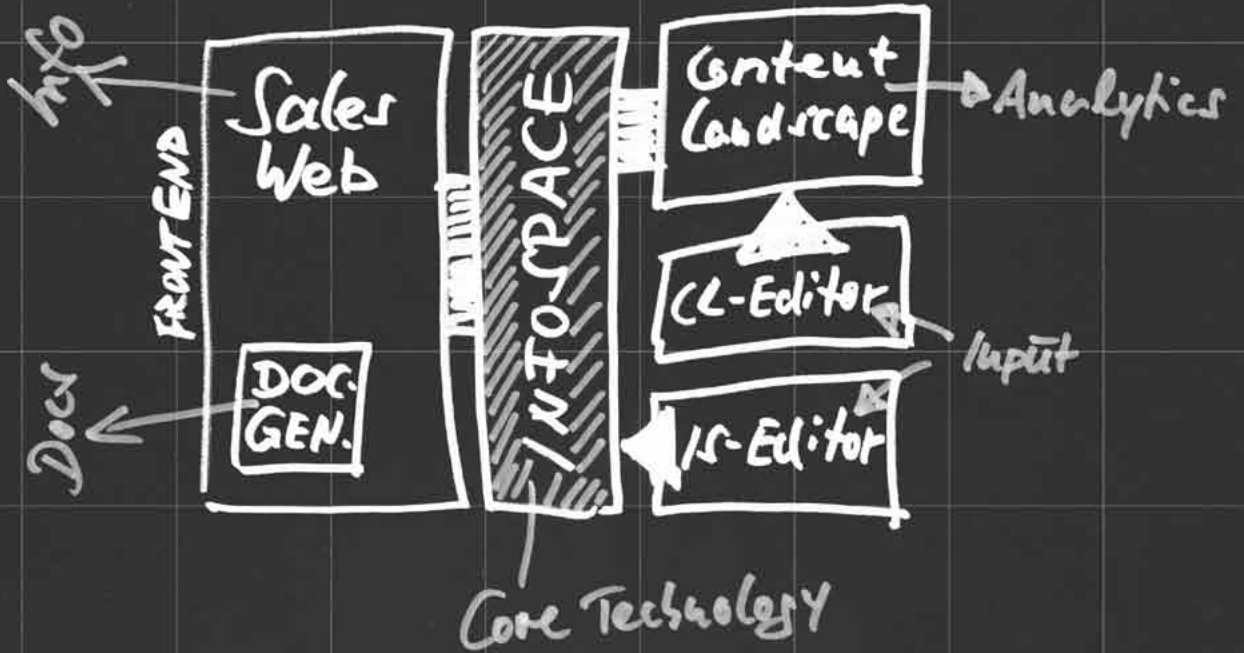 Info
FRONTEND
Sales
Web
DOC.
GEN.
Docs
INFOSPACE
Content
Landscape
Analytics
CL-Editor
Input
IS-Editor
Core Technology